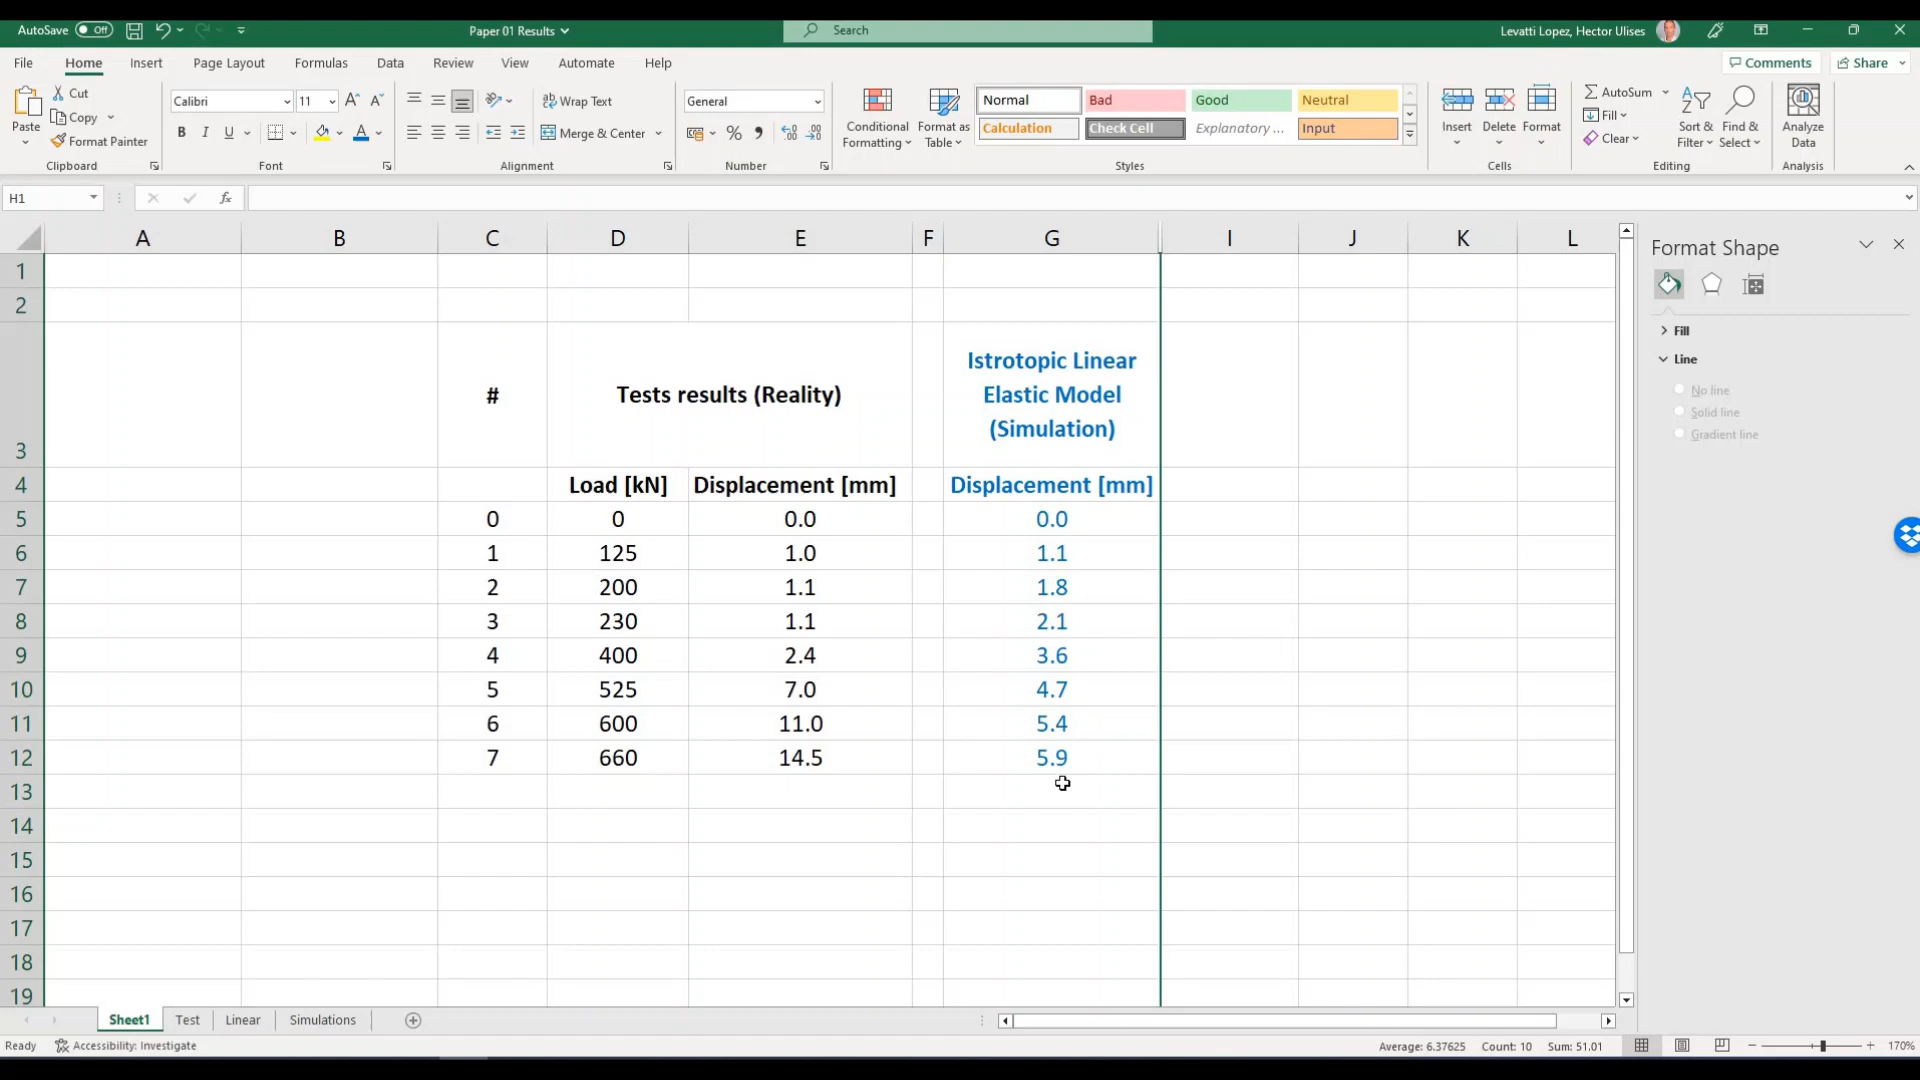 AutoSave Off
Paper 01 Results
Search
Levatti Lopez, Hector Ulises
File Home Insert Page Layout Formulas Data Review View Automate Help
Comments Share
Paste
Cut
Copy
Format Painter
Clipboard
Calibri 11
B I U
Font
Wrap Text
Merge & Center
Alignment
General
Number
Conditional Formatting
Format as Table
Normal Bad Good Neutral
Calculation Check Cell Explanatory ... Input
Styles
Insert Delete Format
Cells
AutoSum
Fill
Clear
Sort & Filter
Find & Select
Editing
Analyze Data
Analysis
H1
fx
A B C D E F G I J K L
1
2
3
# Tests results (Reality)
Istrotopic Linear
Elastic Model
(Simulation)
4 Load [kN] Displacement [mm] Displacement [mm]
5 0 0 0.0 0.0
6 1 125 1.0 1.1
7 2 200 1.1 1.8
8 3 230 1.1 2.1
9 4 400 2.4 3.6
10 5 525 7.0 4.7
11 6 600 11.0 5.4
12 7 660 14.5 5.9
13
14
15
16
17
18
19
Format Shape
Fill
Line
No line
Solid line
Gradient line
Sheet1 Test Linear Simulations
Ready
Accessibility: Investigate
Average: 6.37625 Count: 10 Sum: 51.01
170%